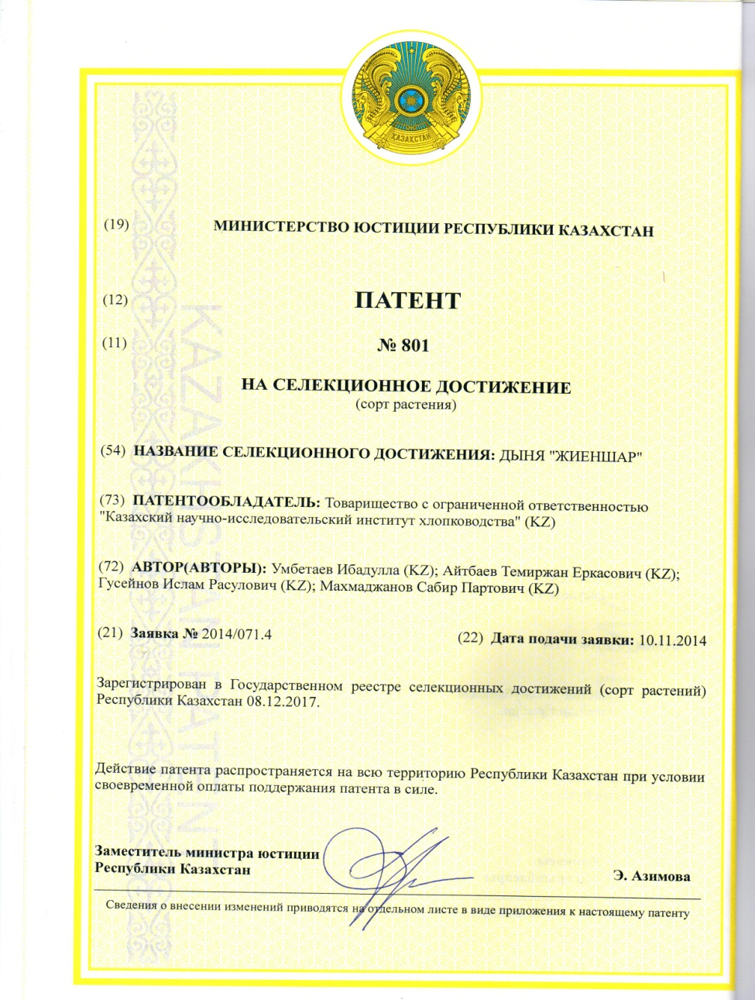 ҚАЗАҚСТАН
(19) МИНИСТЕРСТВО ЮСТИЦИИ РЕСПУБЛИКИ КАЗАХСТАН
(12) ПАТЕНТ
(11) № 801
НА СЕЛЕКЦИОННОЕ ДОСТИЖЕНИЕ
(сорт растения)
(54) НАЗВАНИЕ СЕЛЕКЦИОННОГО ДОСТИЖЕНИЯ: ДЫНЯ "ЖИЕНШАР"
(73) ПАТЕНТООБЛАДАТЕЛЬ: Товарищество с ограниченной ответственностью
"Казахский научно-исследовательский институт хлопководства" (KZ)
(72) АВТОР(АВТОРЫ): Умбетаев Ибадулла (KZ); Айтбаев Темиржан Еркасович (KZ);
Гусейнов Ислам Расулович (KZ); Махмаджанов Сабир Партович (KZ)
(21) Заявка № 2014/071.4 (22) Дата подачи заявки: 10.11.2014
Зарегистрирован в Государственном реестре селекционных достижений (сорт растений)
Республики Казахстан 08.12.2017.
Действие патента распространяется на всю территорию Республики Казахстан при условии
своевременной оплаты поддержания патента в силе.
Заместитель министра юстиции
Республики Казахстан Э. Азимова
Сведения о внесении изменений приводятся на отдельном листе в виде приложения к настоящему патенту
KAZAKHSTAN PATENT